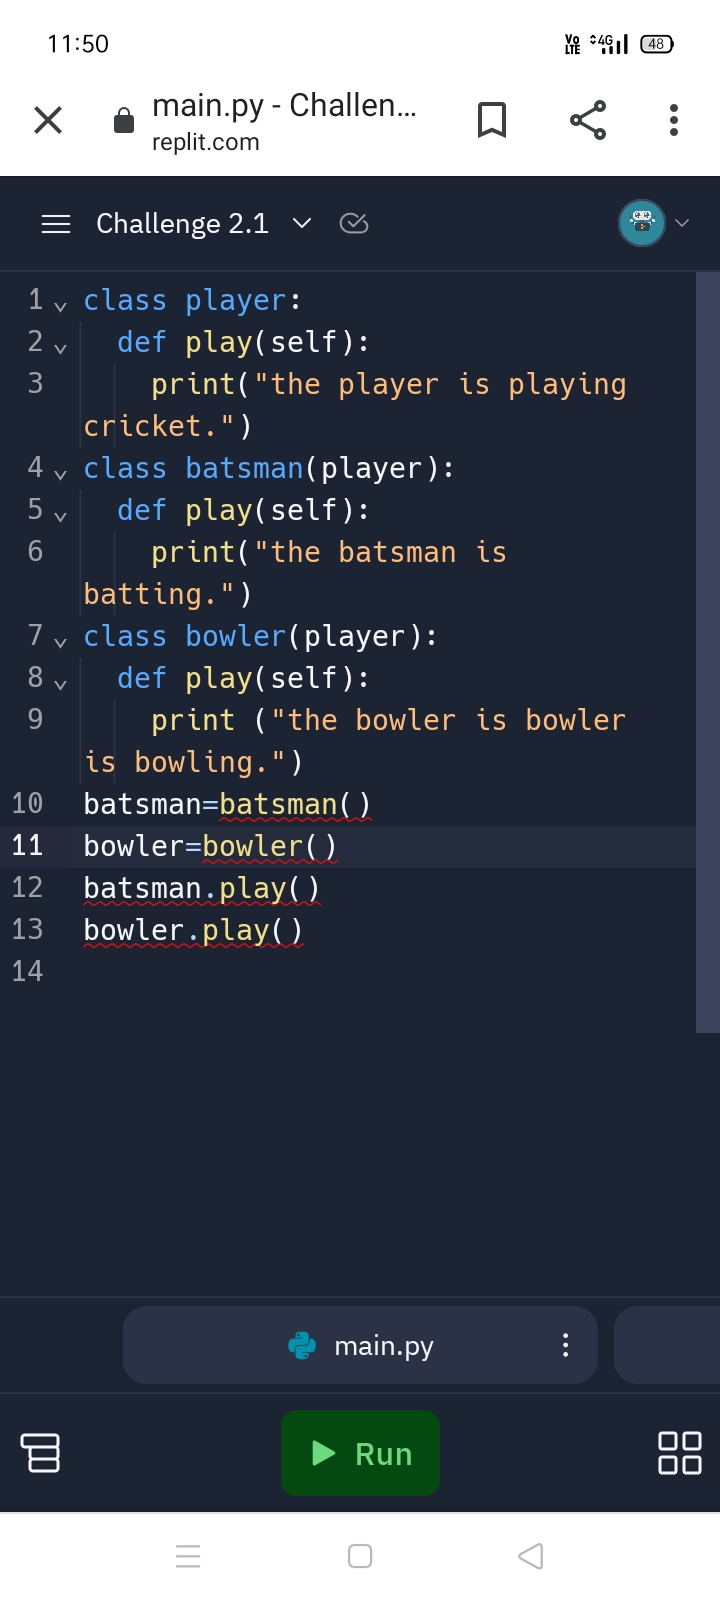 11:50
Vo LTE 4G 48
main.py - Challen...
replit.com
Challenge 2.1
1 class player:
2 def play(self):
3 print("the player is playing
cricket.")
4 class batsman(player):
5 def play(self):
6 print("the batsman is
batting.")
7 class bowler(player):
8 def play(self):
9 print ("the bowler is bowler
is bowling.")
10 batsman=batsman()
11 bowler=bowler()
12 batsman.play()
13 bowler.play()
14
main.py
Run